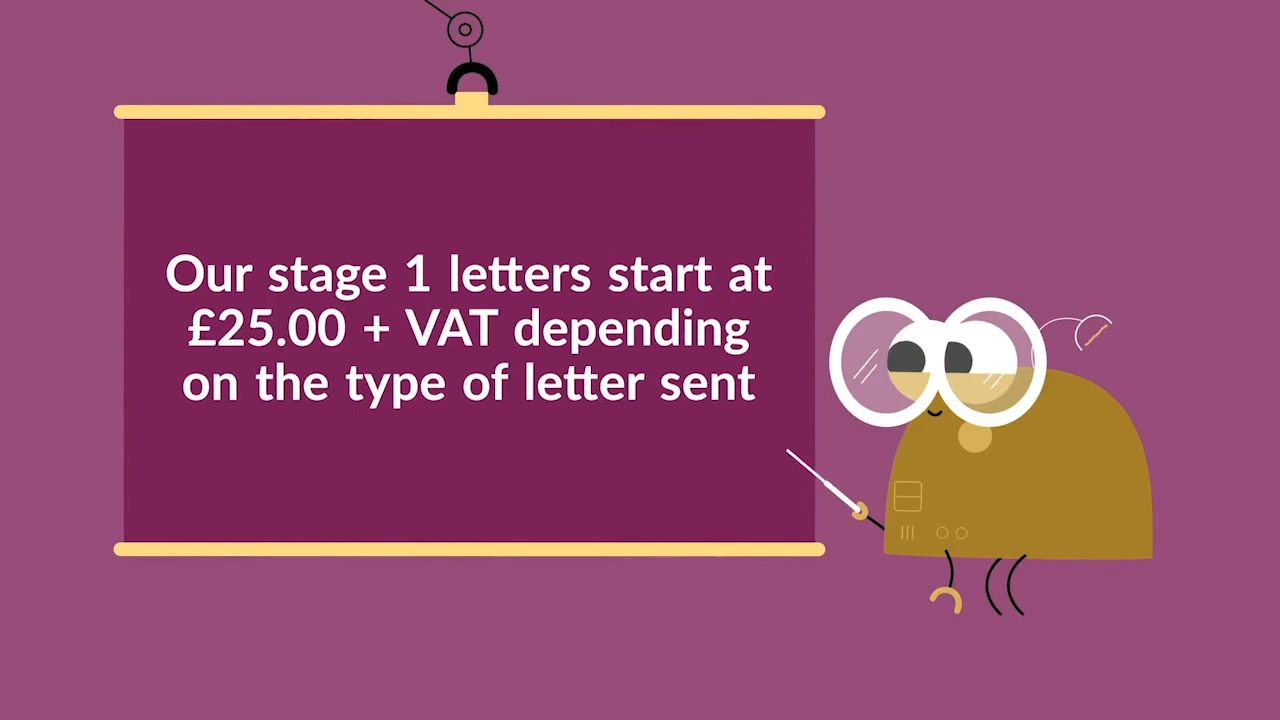 Our stage 1 letters start at
£25.00 + VAT depending
on the type of letter sent